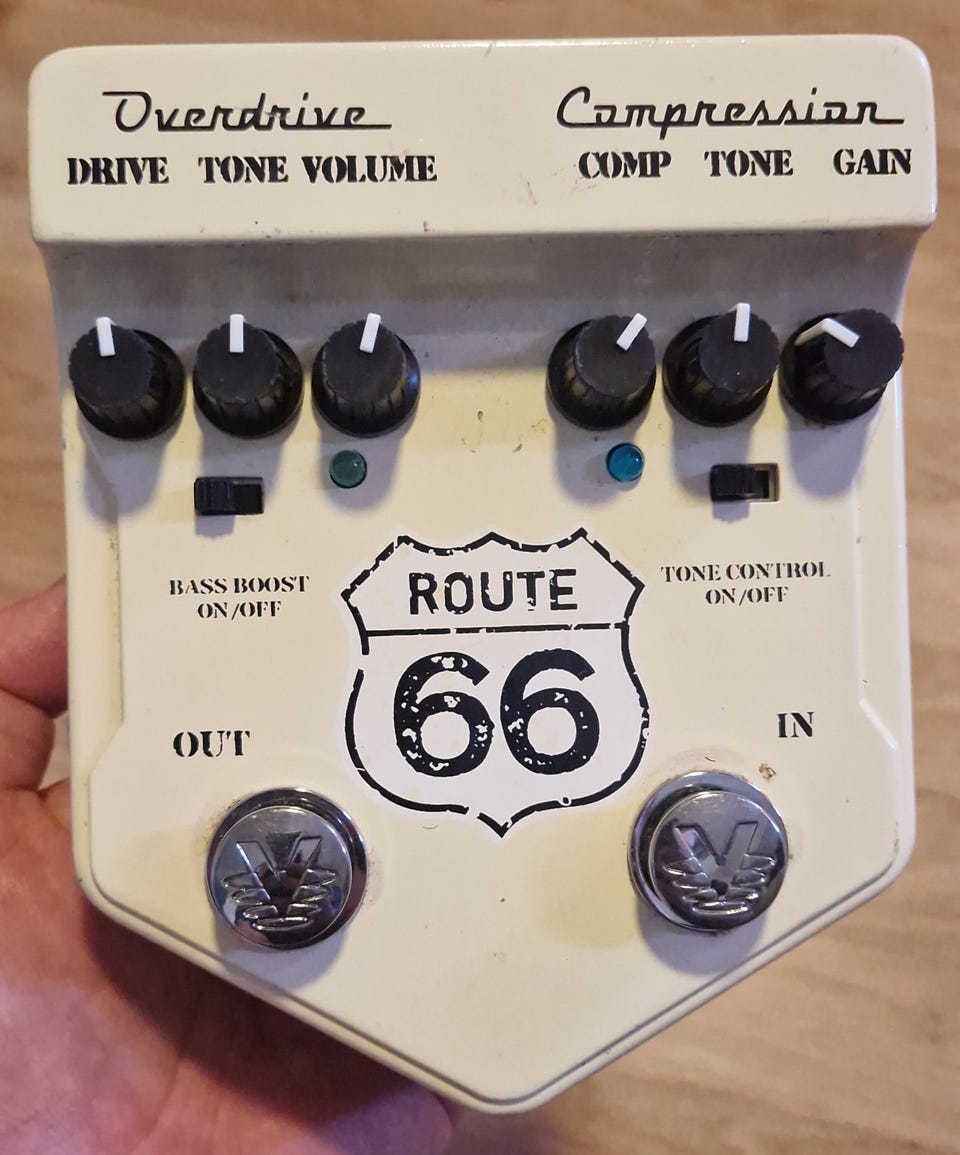 Overdrive
DRIVE TONE VOLUME
Compression
COMP TONE GAIN
BASS BOOST
ON/OFF
TONE CONTROL
ON/OFF
ROUTE
66
OUT
IN
V
V